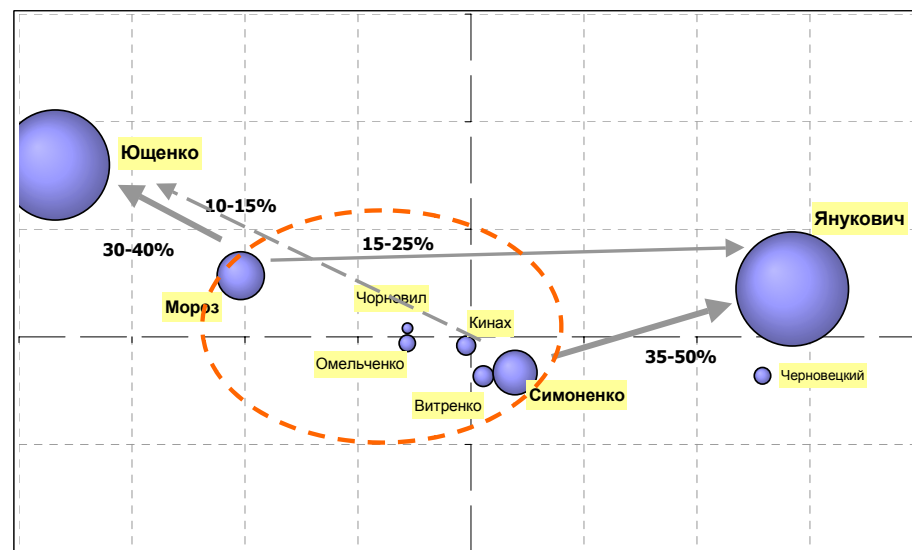 Ющенко
10-15%
Янукович
30-40%
15-25%
Мороз
Чорновил
Кинах
Омельченко
35-50%
Черновецкий
Витренко
Симоненко